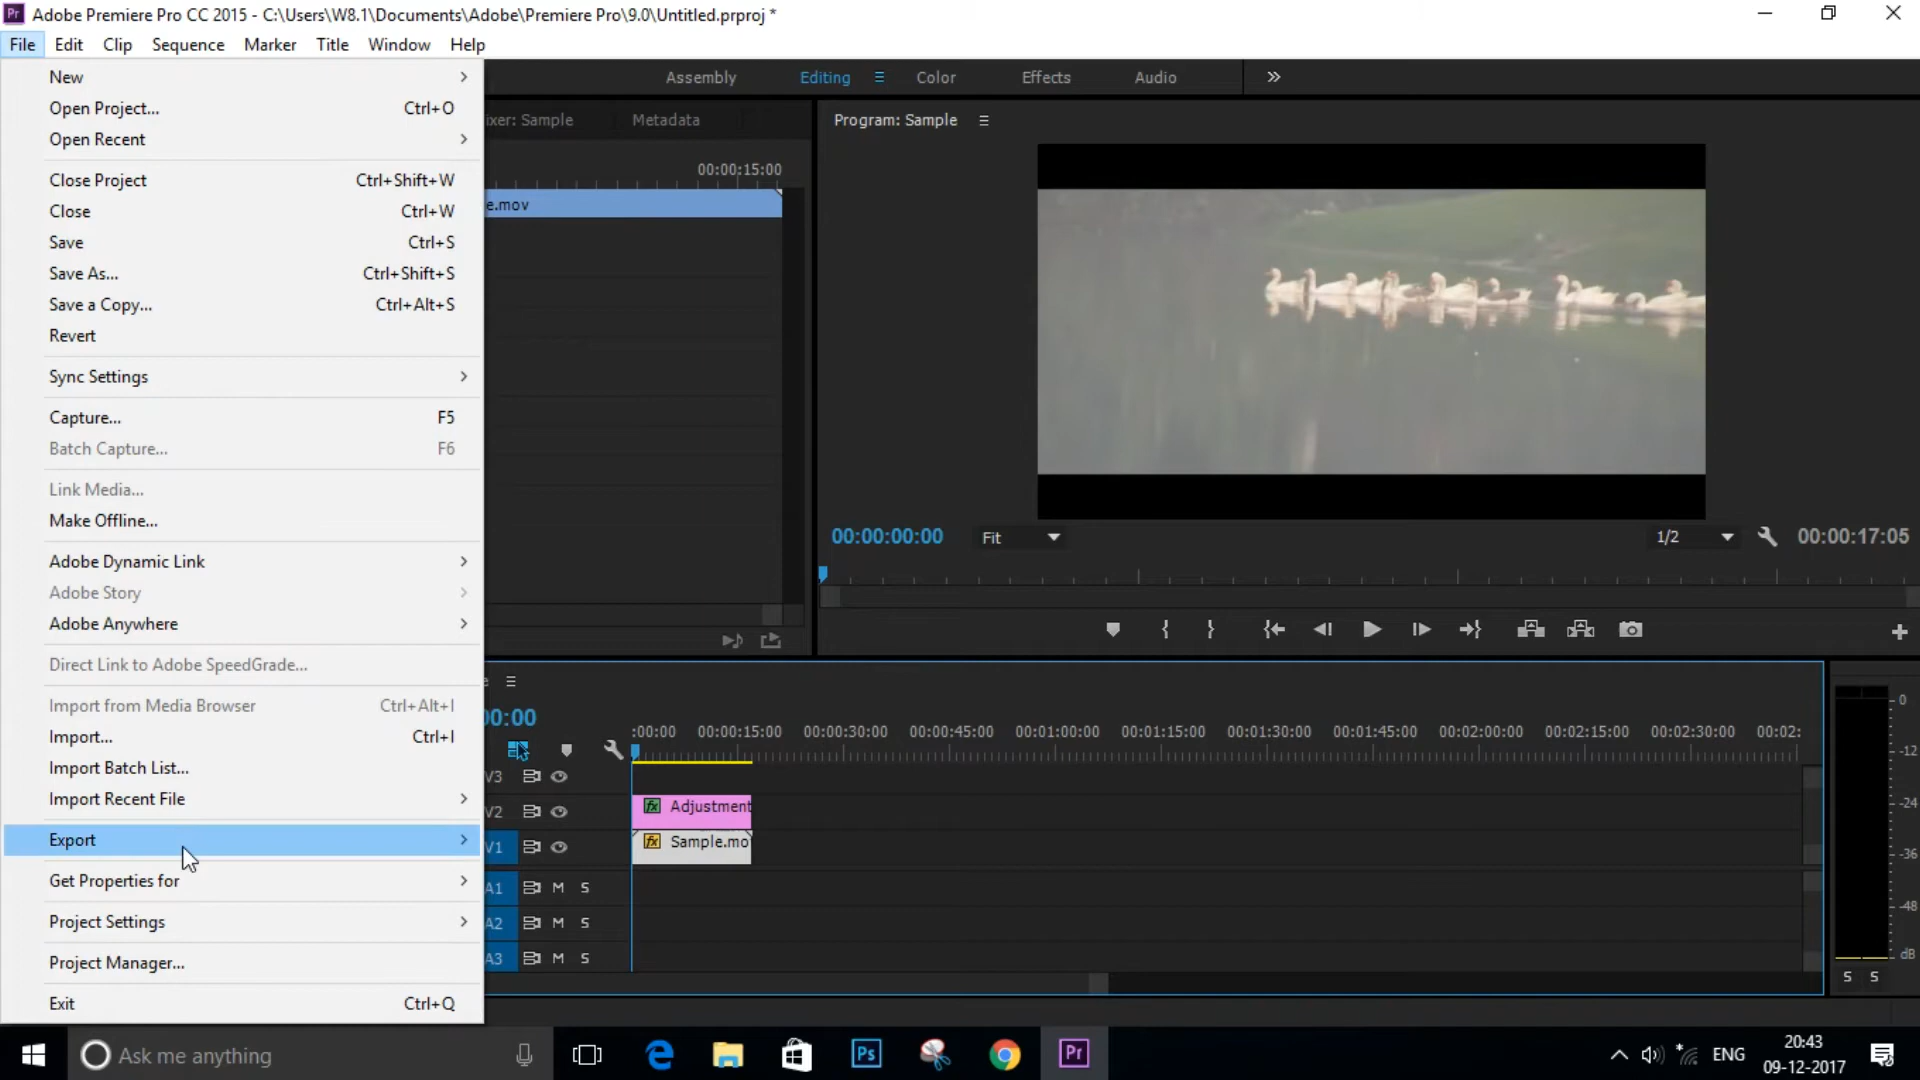 Pr Adobe Premiere Pro CC 2015 - C:\Users\W8.1\Documents\Adobe\Premiere Pro\9.0\Untitled.prproj *
File Edit Clip Sequence Marker Title Window Help
Assembly Editing Color Effects Audio
New
Open Project... Ctrl+O
Open Recent
Close Project Ctrl+Shift+W
Close Ctrl+W
Save Ctrl+S
Save As... Ctrl+Shift+S
Save a Copy... Ctrl+Alt+S
Revert
Sync Settings
Capture... F5
Batch Capture... F6
Link Media...
Make Offline...
Adobe Dynamic Link
Adobe Story
Adobe Anywhere
Direct Link to Adobe SpeedGrade...
Import from Media Browser Ctrl+Alt+I
Import... Ctrl+I
Import Batch List...
Import Recent File
Export
Get Properties for
Project Settings
Project Manager...
Exit Ctrl+Q
ixer: Sample Metadata
00:00:15:00
e.mov
Program: Sample
00:00:00:00 Fit 1/2 00:00:17:05
e
00:00
:00:00 00:00:15:00 00:00:30:00 00:00:45:00 00:01:00:00 00:01:15:00 00:01:30:00 00:01:45:00 00:02:00:00 00:02:15:00 00:02:30:00 00:02:
V3
V2 fx Adjustment
V1 fx Sample.mo
A1 M S
A2 M S
A3 M S
0
-12
-24
-36
-48
dB
S S
Ask me anything
Ps
Pr
ENG
20:43
09-12-2017